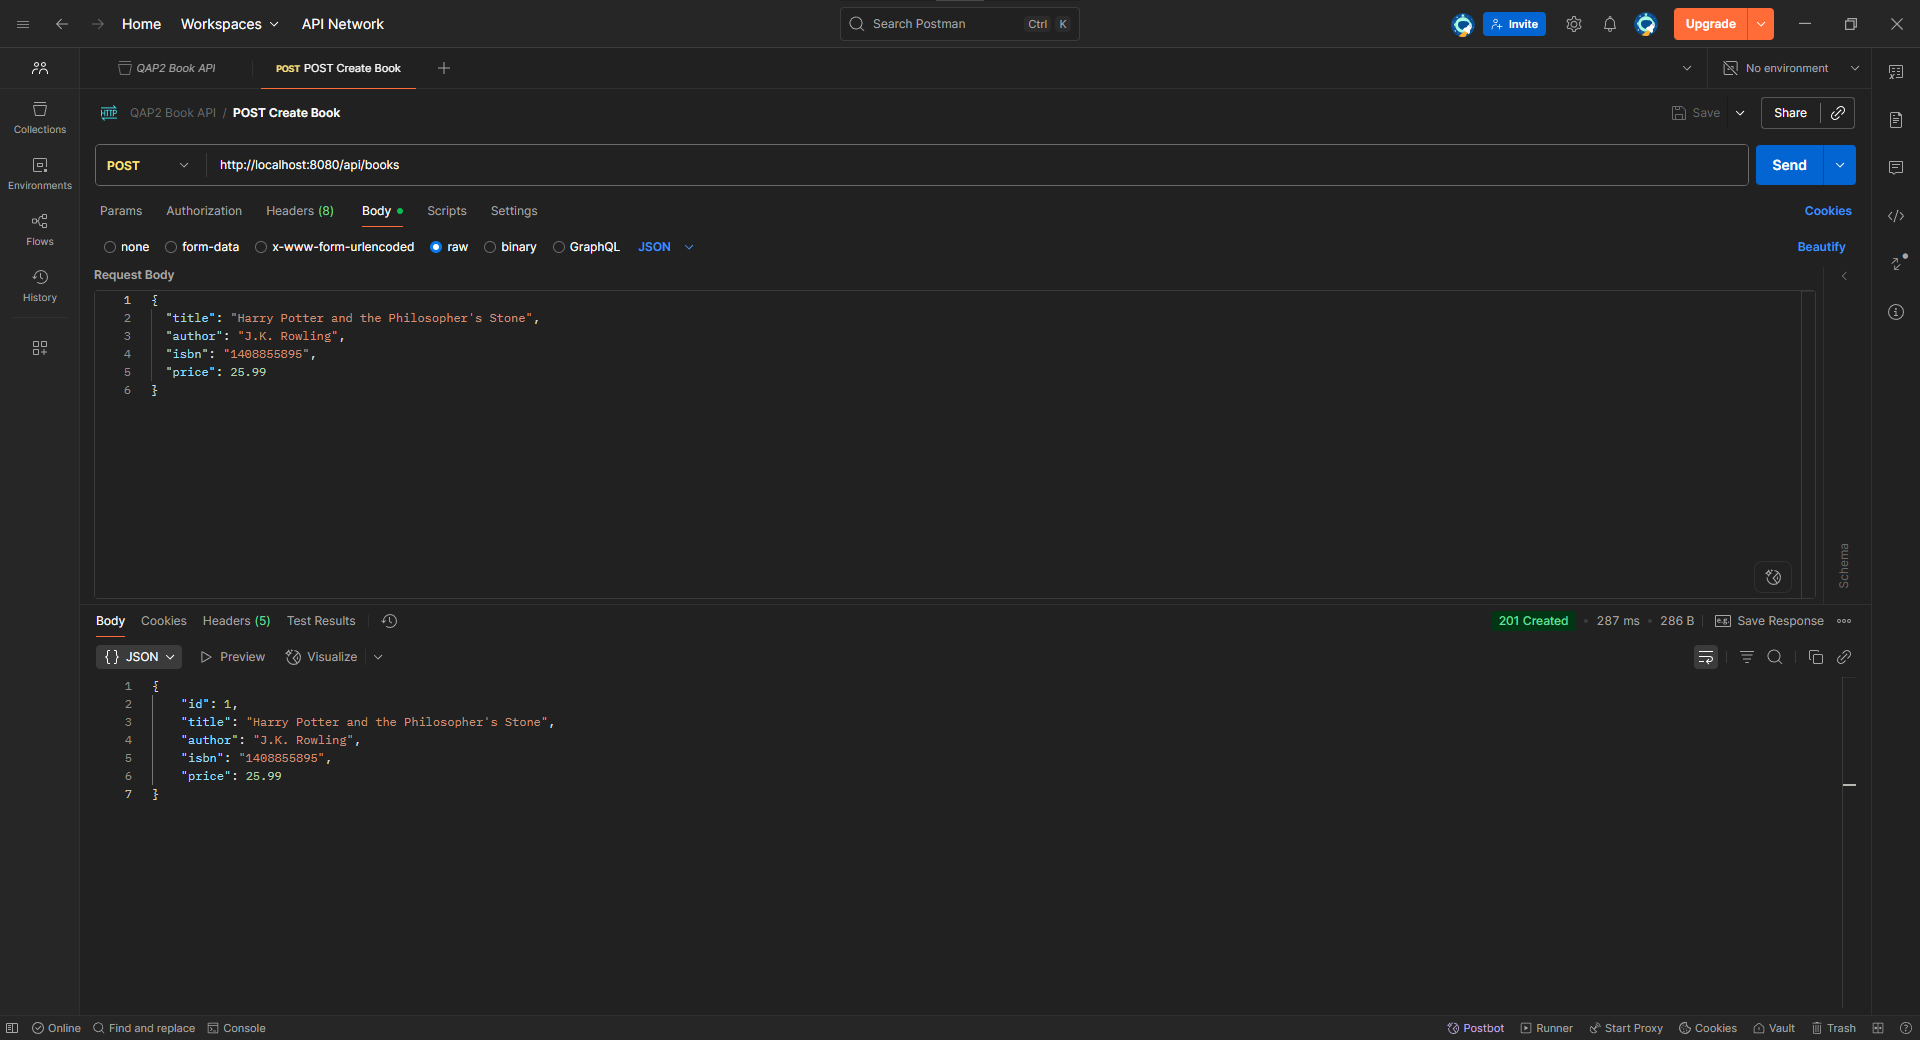 Home Workspaces API Network Search Postman Ctrl K Invite Upgrade
QAP2 Book API POST POST Create Book No environment
HTTP QAP2 Book API / POST Create Book Save Share
Collections
POST http://localhost:8080/api/books Send
Environments
Params Authorization Headers (8) Body Scripts Settings Cookies
Flows
none form-data x-www-form-urlencoded raw binary GraphQL JSON Beautify
Request Body
History
1 {
2 "title": "Harry Potter and the Philosopher's Stone",
3 "author": "J.K. Rowling",
4 "isbn": "1408855895",
5 "price": 25.99
6 }
Schema
Body Cookies Headers (5) Test Results 201 Created • 287 ms • 286 B e.g. Save Response
{} JSON Preview Visualize
1 {
2 "id": 1,
3 "title": "Harry Potter and the Philosopher's Stone",
4 "author": "J.K. Rowling",
5 "isbn": "1408855895",
6 "price": 25.99
7 }
Online Find and replace Console Postbot Runner Start Proxy Cookies Vault Trash